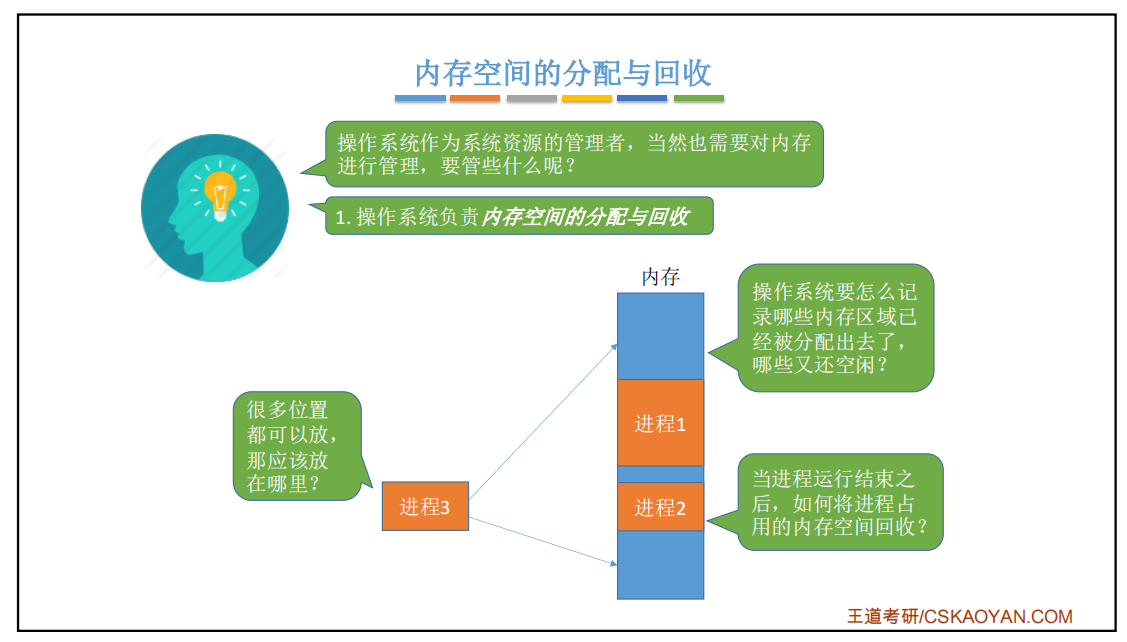 内存空间的分配与回收
操作系统作为系统资源的管理者，当然也需要对内存
进行管理，要管些什么呢？
1. 操作系统负责内存空间的分配与回收
内存
操作系统要怎么记
录哪些内存区域已
经被分配出去了，
哪些又还空闲？
很多位置
都可以放，
那应该放
在哪里？
进程1
进程3
进程2
当进程运行结束之
后，如何将进程占
用的内存空间回收？
王道考研/CSKAOYAN.COM